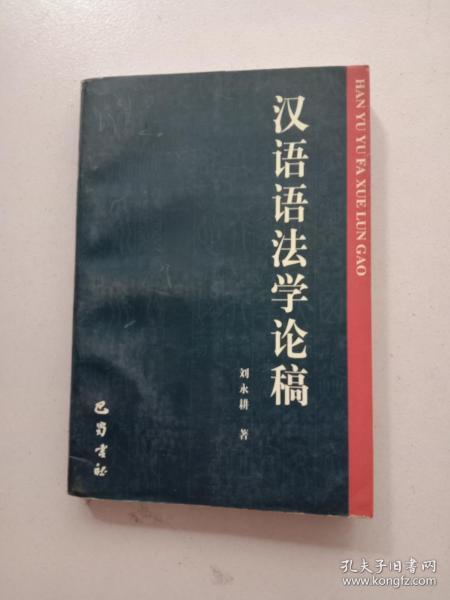 汉语语法学论稿
HAN YU YU FA XUE LUN GAO
刘永耕 著
巴蜀书社
孔夫子旧书网
www.kongfz.com